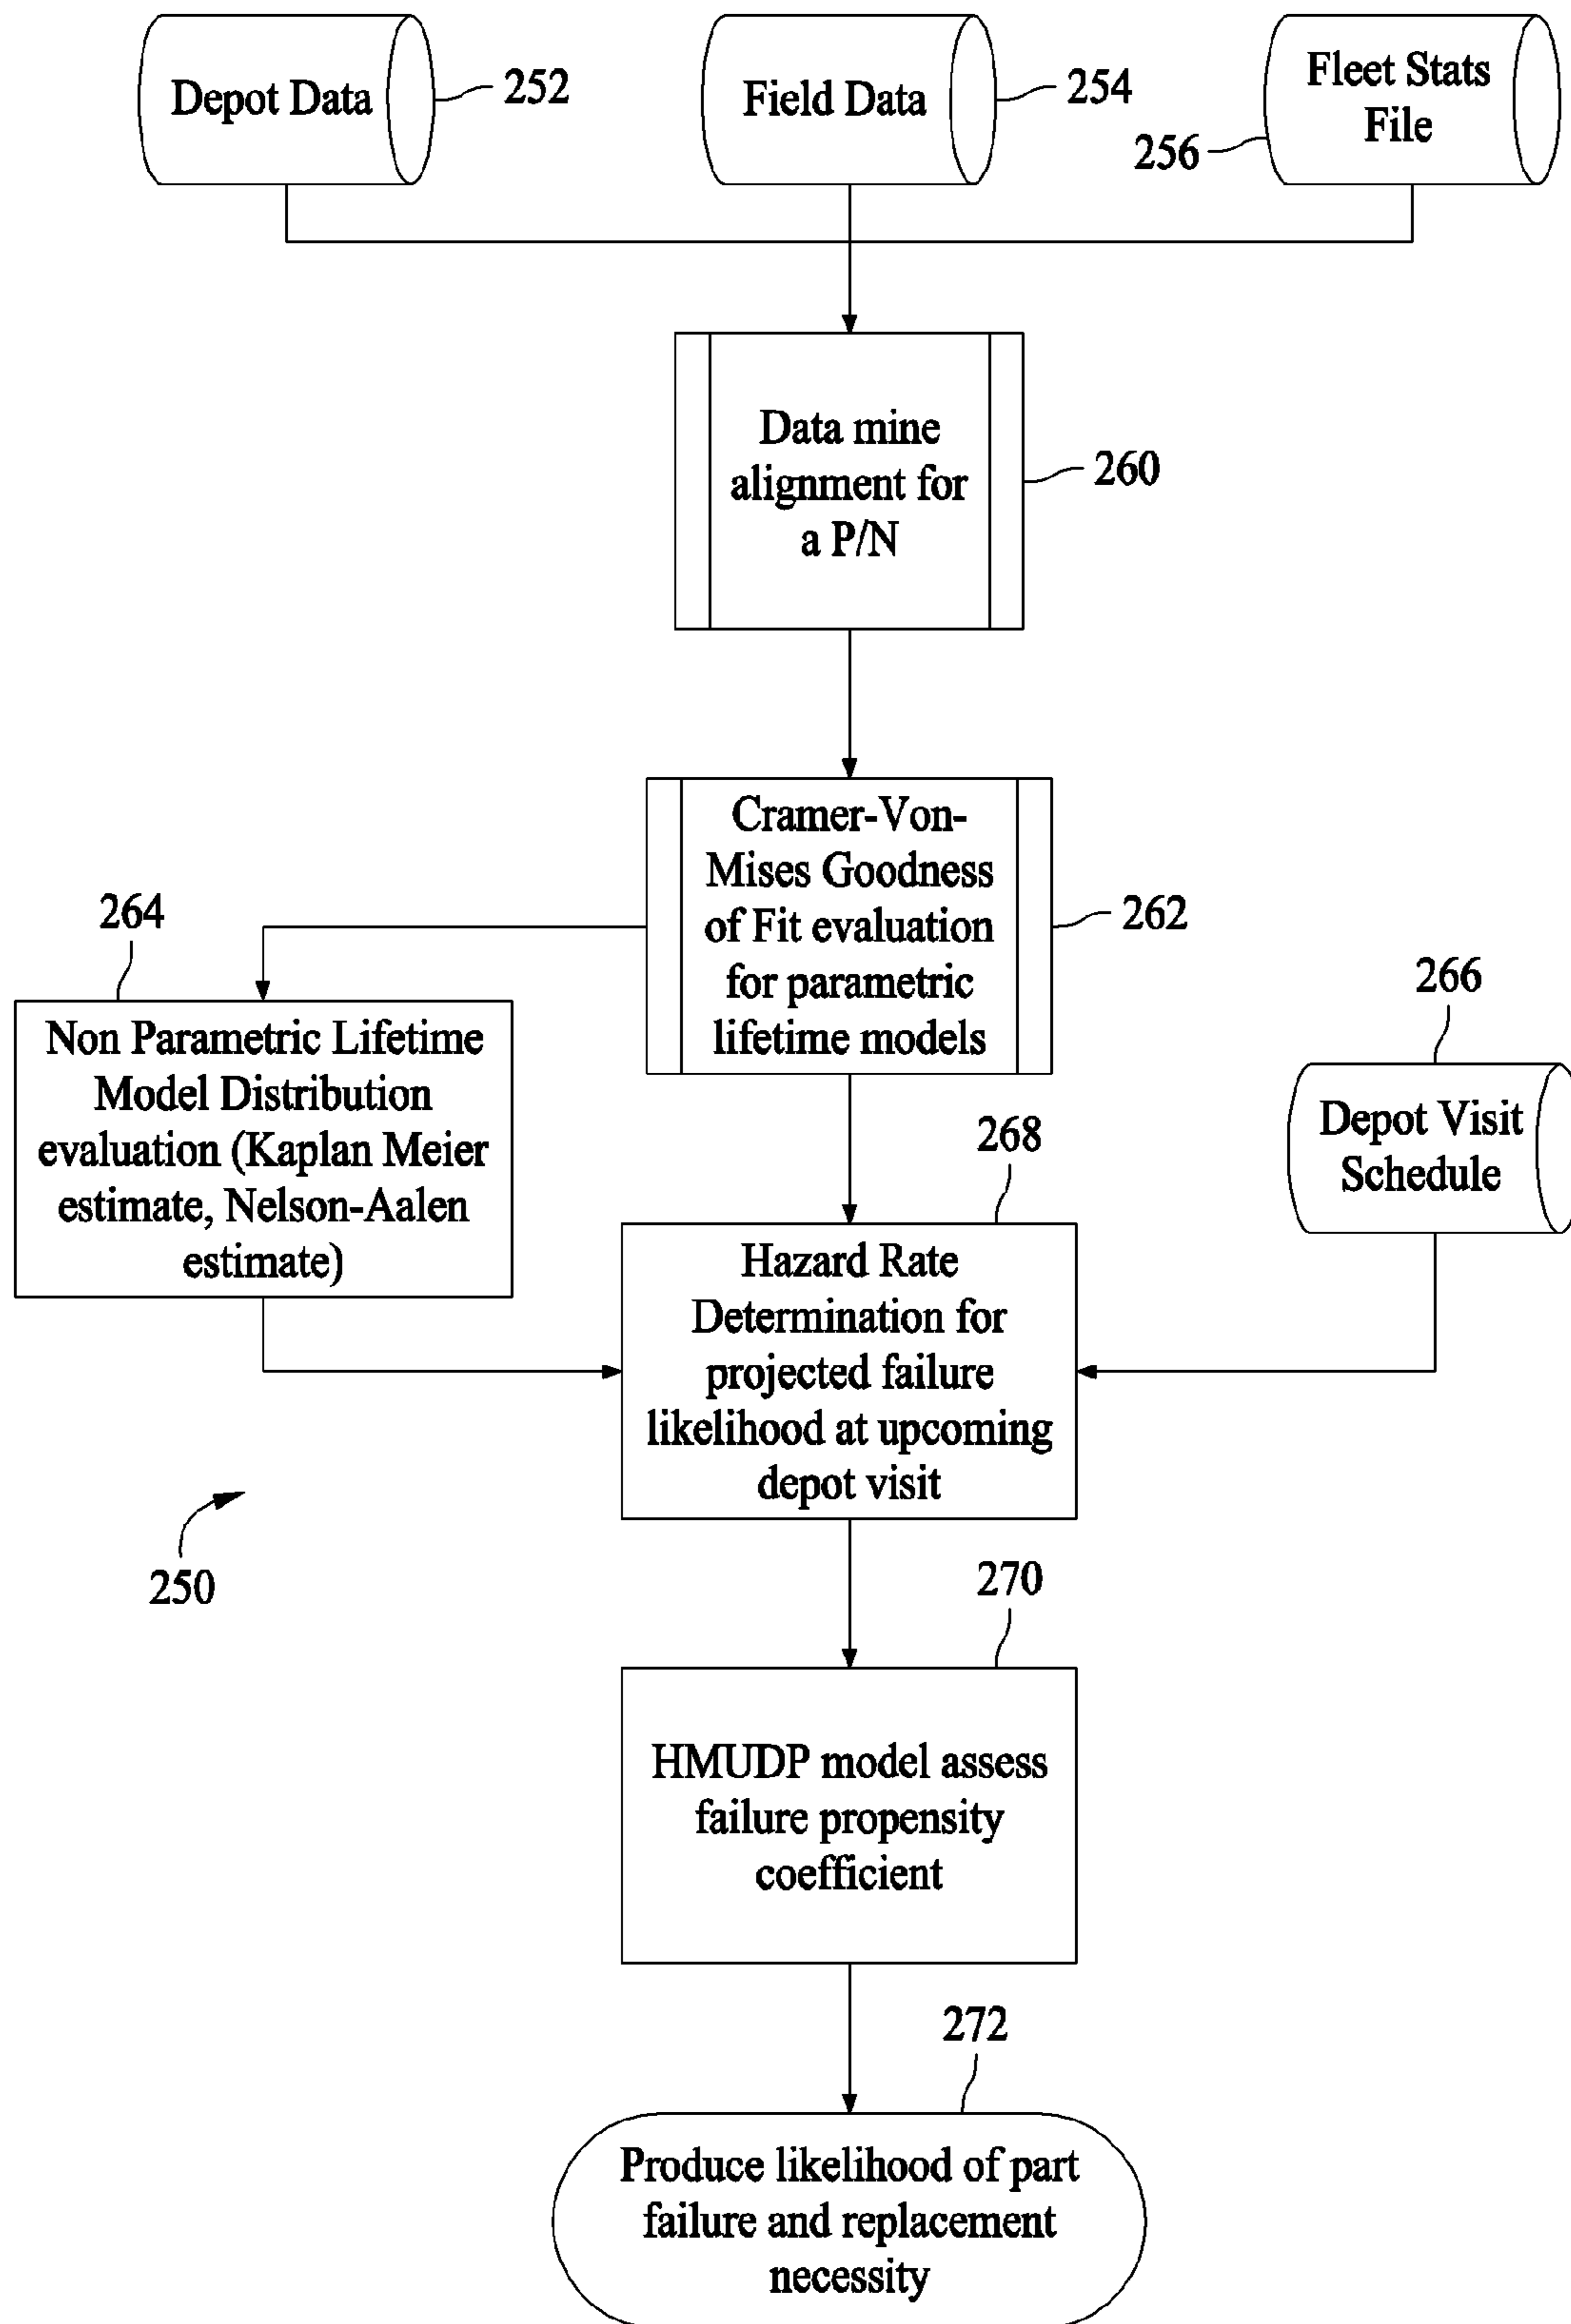 Depot Data
252
Field Data
254
Fleet Stats
File
256
Data mine
alignment for
a P/N
260
Cramer-Von-
Mises Goodness
of Fit evaluation
for parametric
lifetime models
262
264
Non Parametric Lifetime
Model Distribution
evaluation (Kaplan Meier
estimate, Nelson-Aalen
estimate)
266
Depot Visit
Schedule
268
Hazard Rate
Determination for
projected failure
likelihood at upcoming
depot visit
250
270
HMUDP model assess
failure propensity
coefficient
272
Produce likelihood of part
failure and replacement
necessity